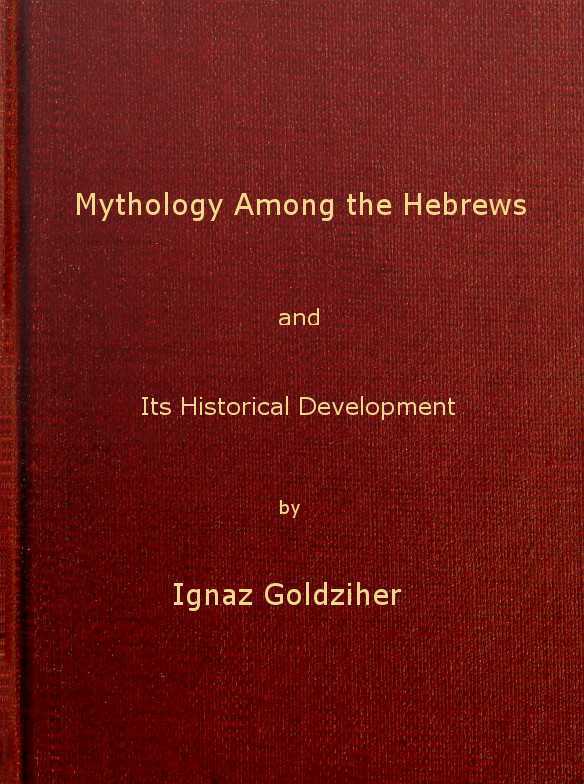 Mythology Among the Hebrews
and
Its Historical Development
by
Ignaz Goldziher